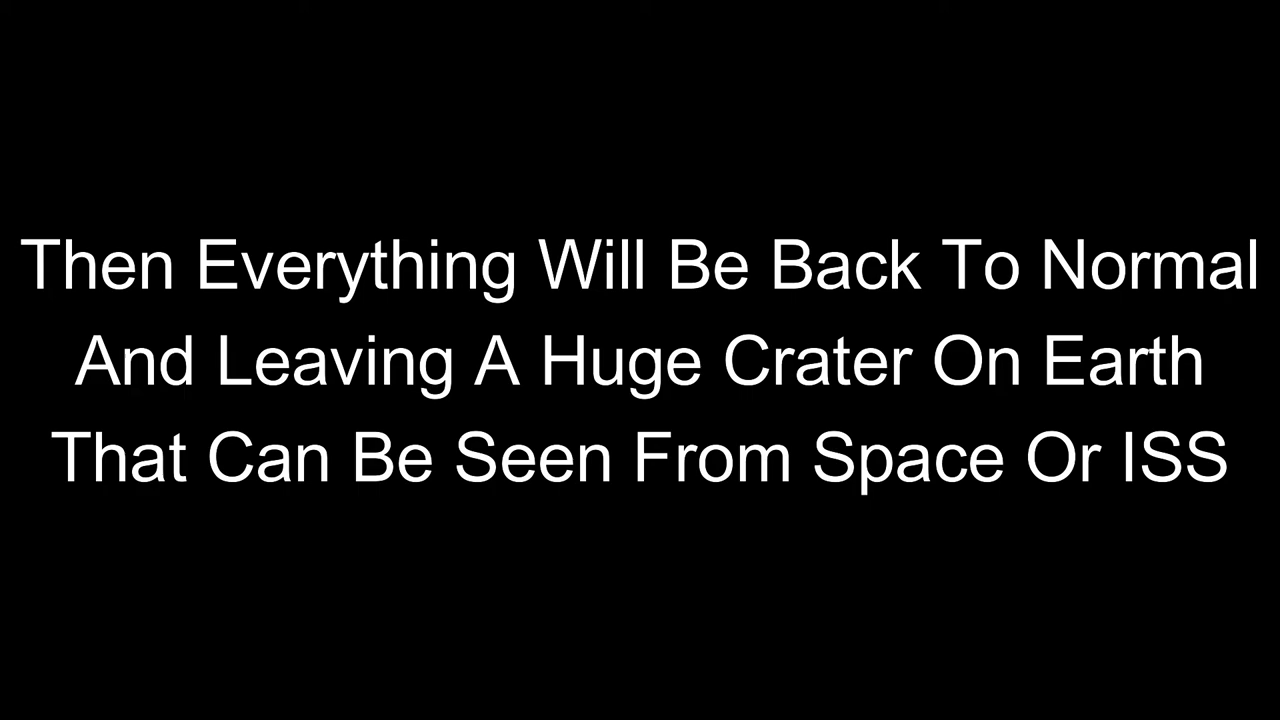 Then Everything Will Be Back To Normal
And Leaving A Huge Crater On Earth
That Can Be Seen From Space Or ISS